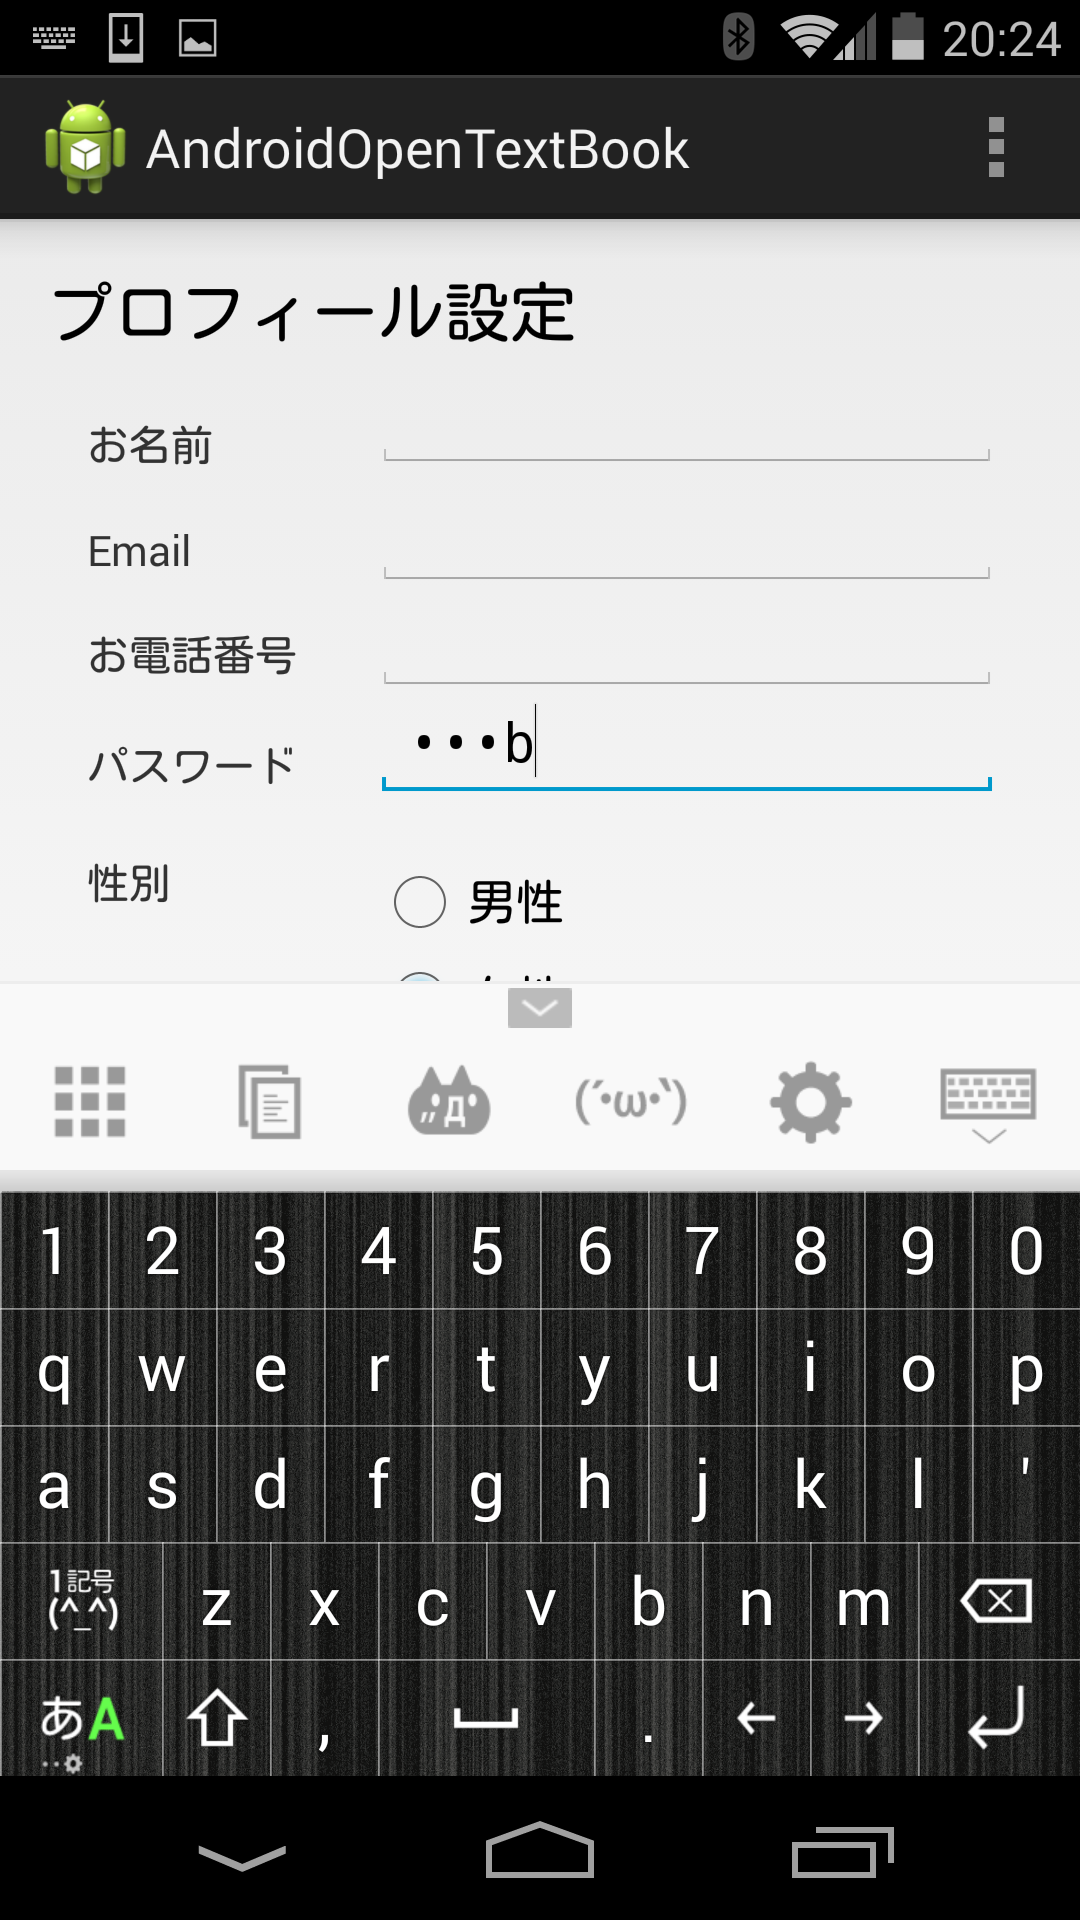 20:24
AndroidOpenTextBook
プロフィール設定
お名前
Email
お電話番号
パスワード •••b
性別 男性
(´•ω•`)
1 2 3 4 5 6 7 8 9 0
q w e r t y u i o p
a s d f g h j k l '
1記号
(^_^) z x c v b n m
あA , . ← →